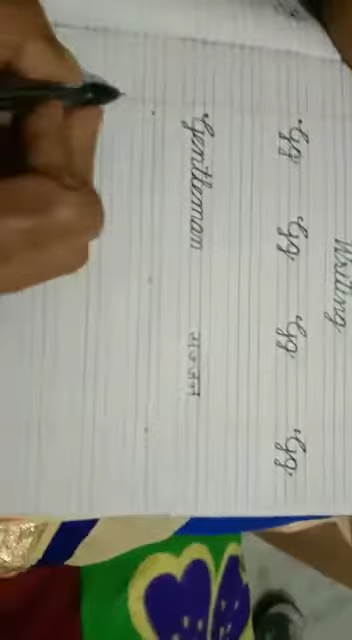 Writing
Gg Gg Gg Gg
Gentleman सज्जन